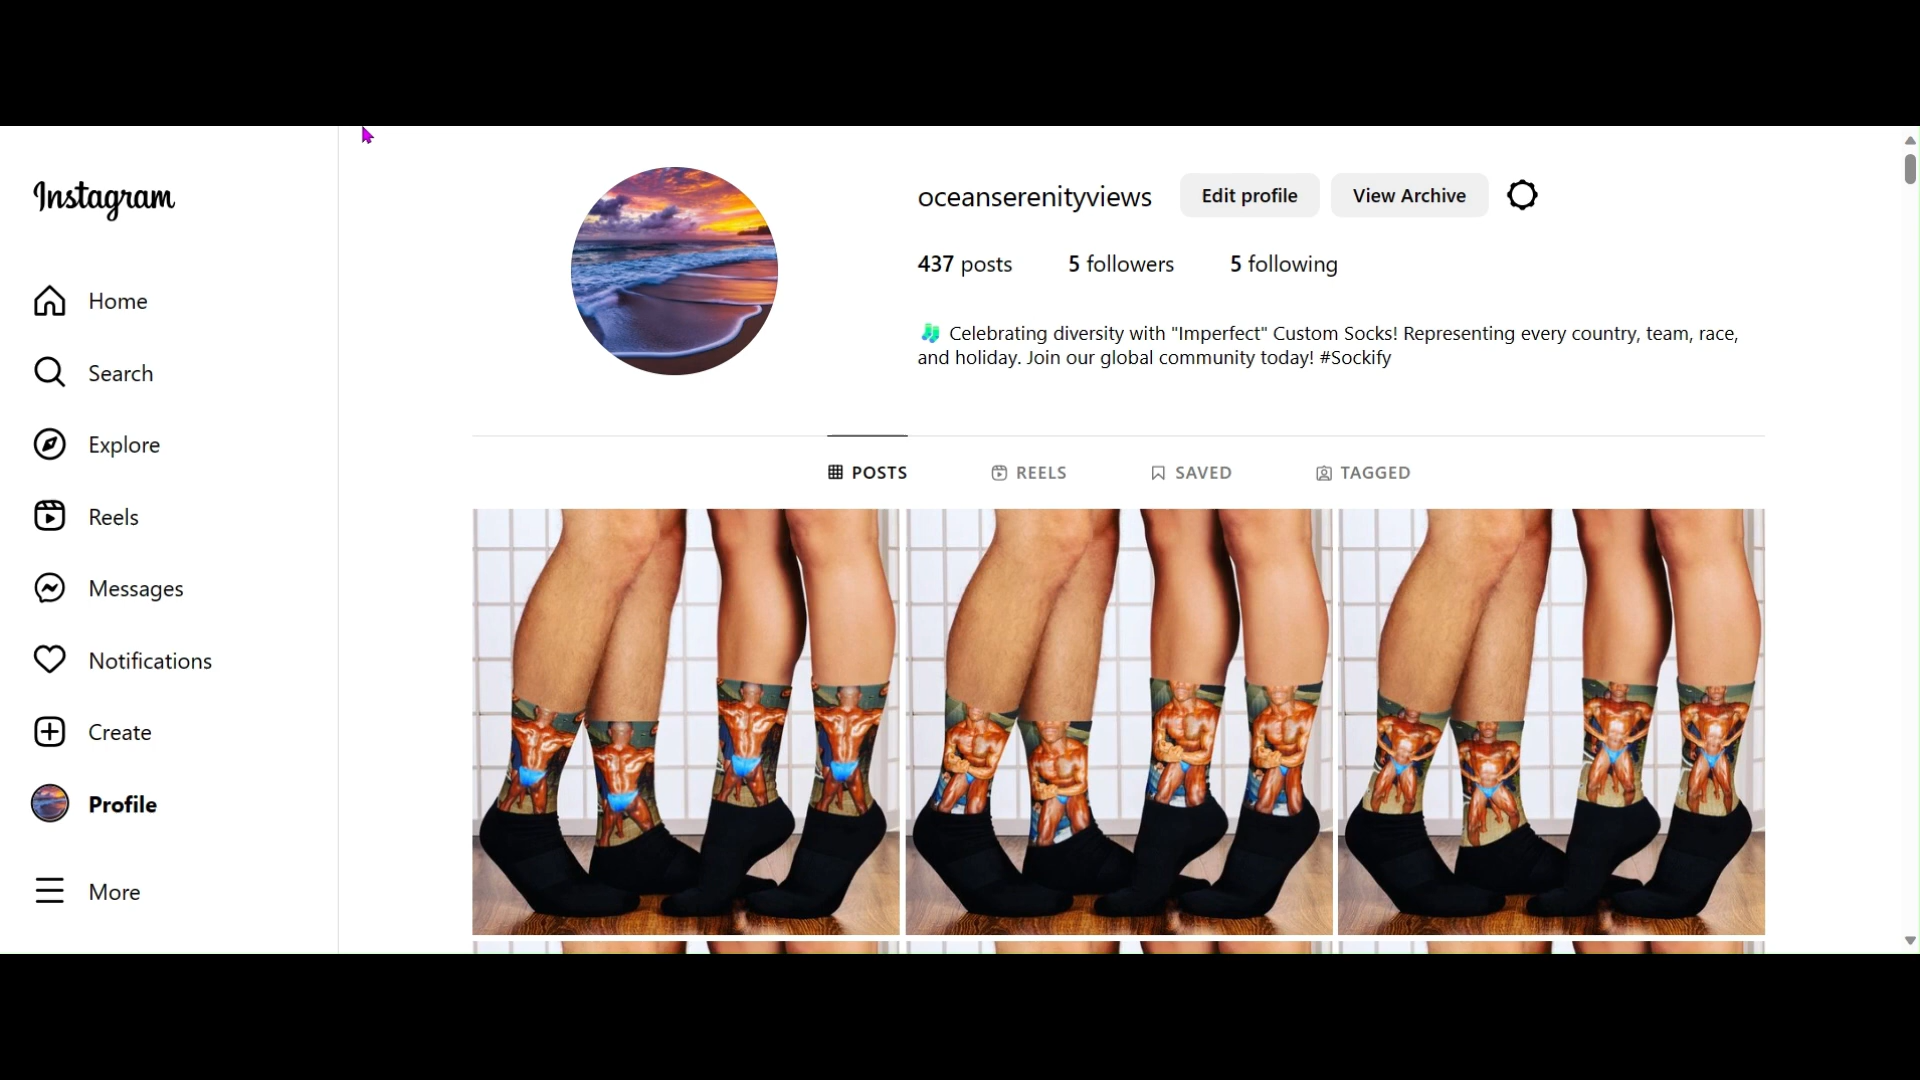 Instagram
Home
Search
Explore
Reels
Messages
Notifications
Create
Profile
More
oceanserenityviews
Edit profile
View Archive
437 posts
5 followers
5 following
🧦 Celebrating diversity with "Imperfect" Custom Socks! Representing every country, team, race,
and holiday. Join our global community today! #Sockify
POSTS
REELS
SAVED
TAGGED